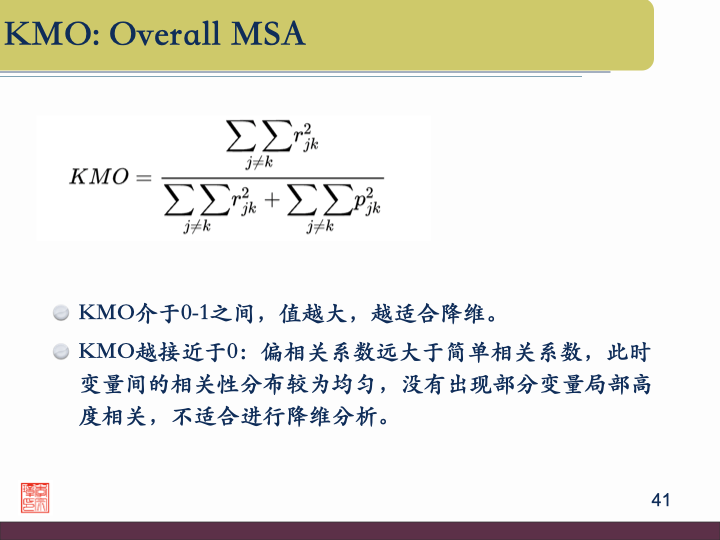 KMO: Overall MSA
KMO = \frac{\sum\sum_{j \neq k} r_{jk}^2}{\sum\sum_{j \neq k} r_{jk}^2 + \sum\sum_{j \neq k} p_{jk}^2}
KMO介于0-1之间，值越大，越适合降维。
KMO越接近于0：偏相关系数远大于简单相关系数，此时
变量间的相关性分布较为均匀，没有出现部分变量局部高
度相关，不适合进行降维分析。
41